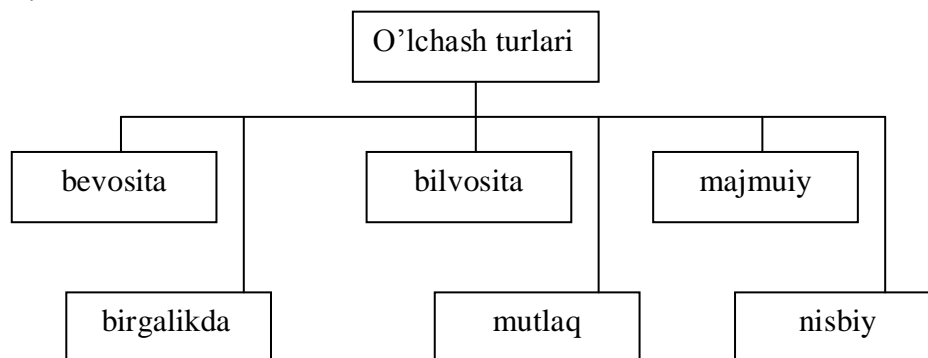 O’lchash turlari
bevosita
bilvosita
majmuiy
birgalikda
mutlaq
nisbiy